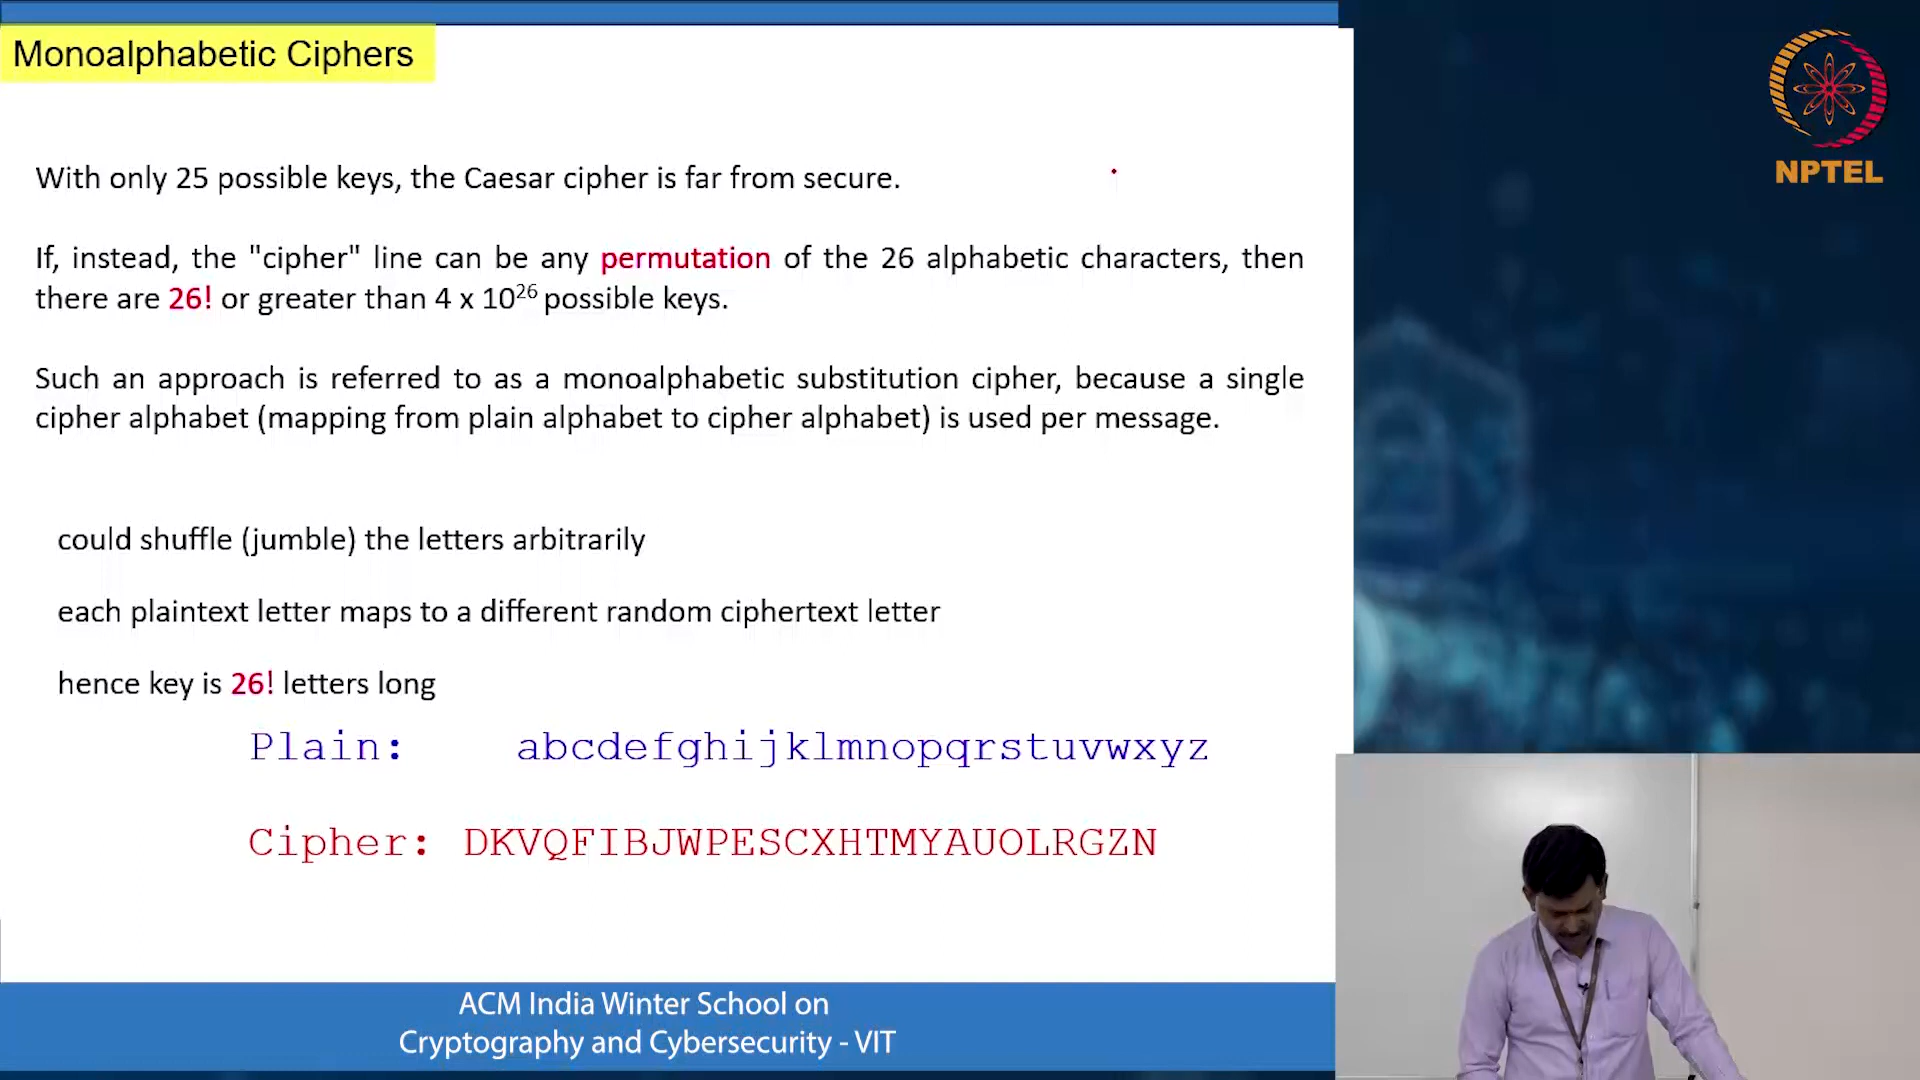 Monoalphabetic Ciphers
NPTEL
With only 25 possible keys, the Caesar cipher is far from secure.
If, instead, the "cipher" line can be any permutation of the 26 alphabetic characters, then
there are 26! or greater than 4 x 10²⁶ possible keys.
Such an approach is referred to as a monoalphabetic substitution cipher, because a single
cipher alphabet (mapping from plain alphabet to cipher alphabet) is used per message.
could shuffle (jumble) the letters arbitrarily
each plaintext letter maps to a different random ciphertext letter
hence key is 26! letters long
Plain: abcdefghijklmnopqrstuvwxyz
Cipher: DKVQFIBJWPESCXHTMYAUOLRGZN
ACM India Winter School on
Cryptography and Cybersecurity - VIT